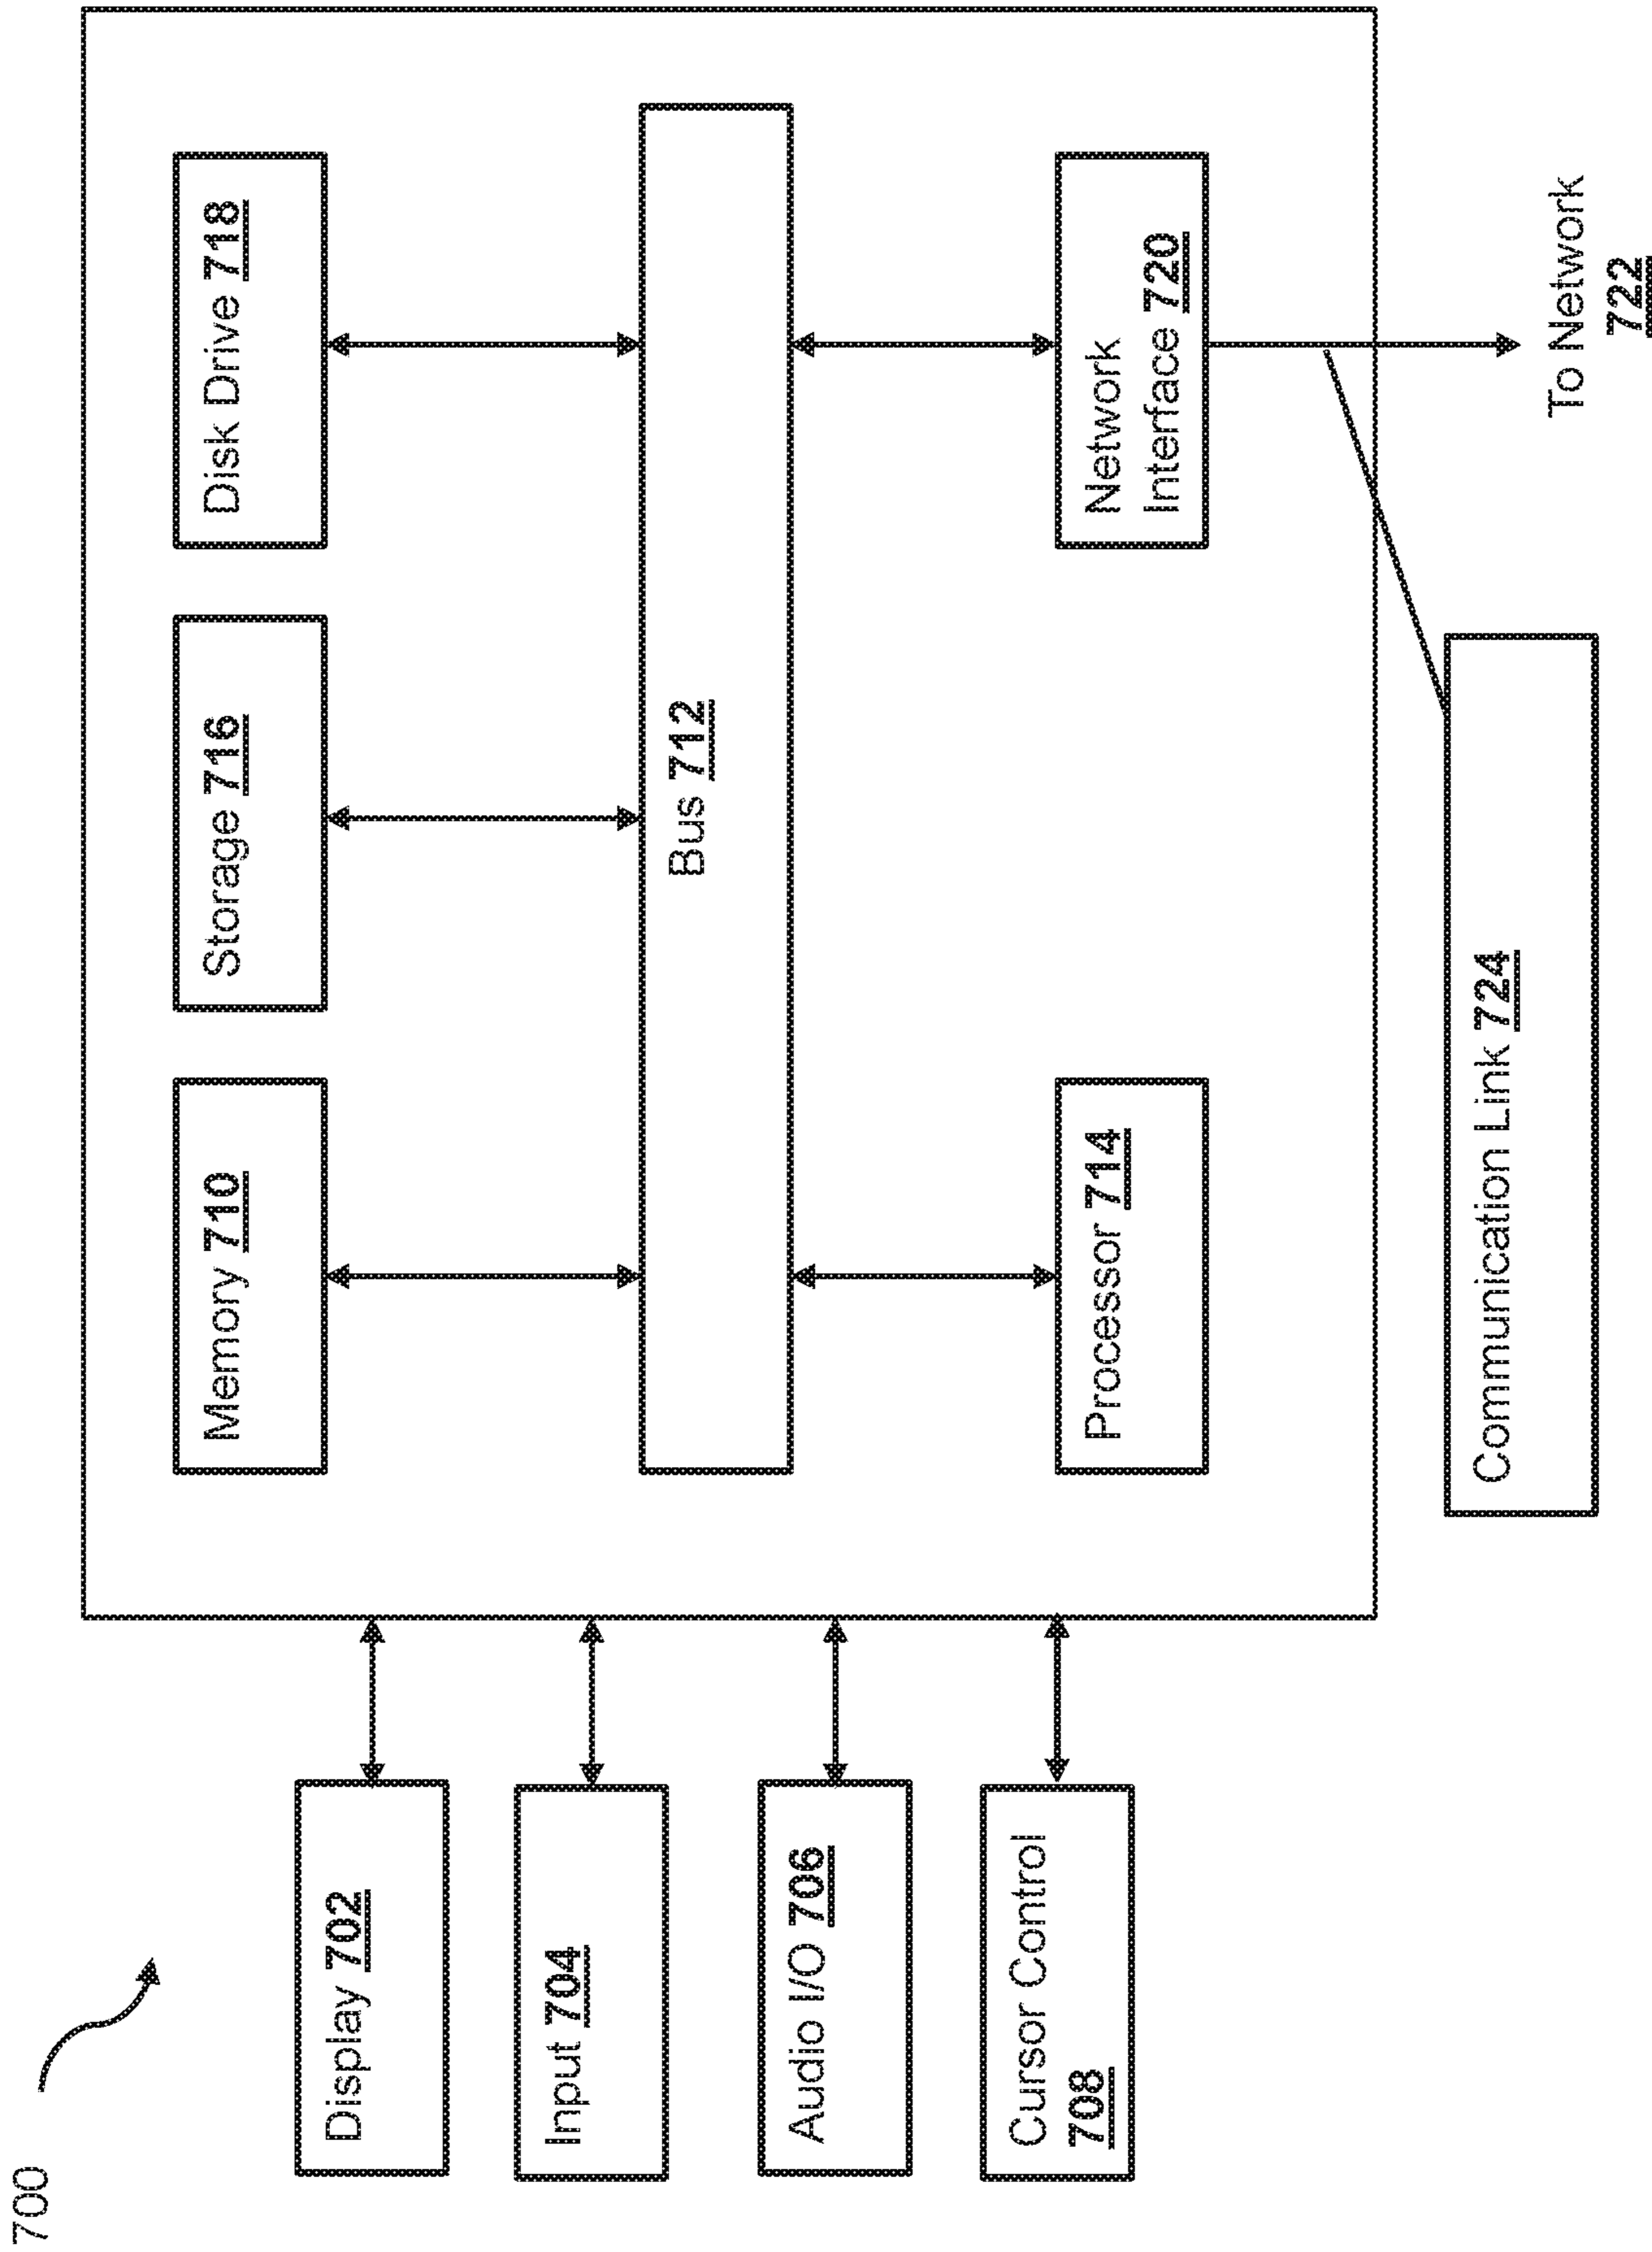 700
Display 702
Input 704
Audio I/O 706
Cursor Control
708
Memory 710
Storage 716
Disk Drive 718
Bus 712
Processor 714
Network
Interface 720
Communication Link 724
To Network
722